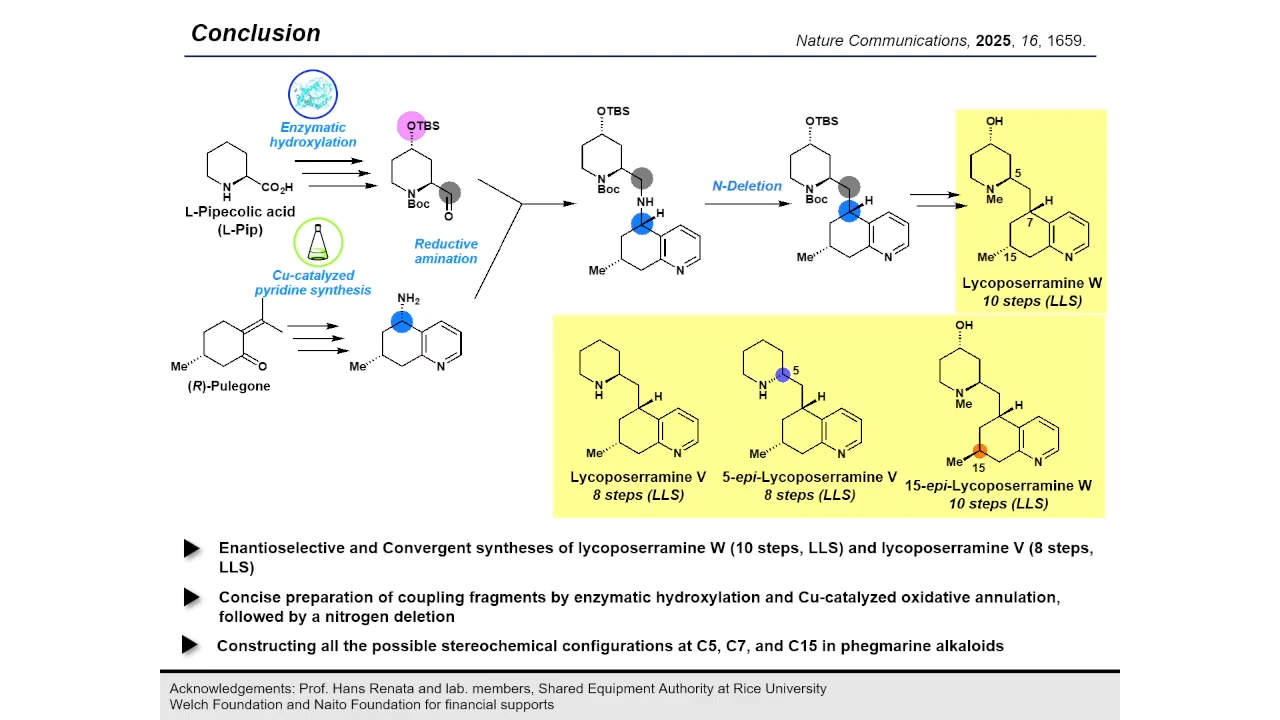 Conclusion
Nature Communications, 2025, 16, 1659.
Enzymatic
hydroxylation
N
H
CO2H
L-Pipecolic acid
(L-Pip)
OTBS
N
Boc
O
Cu-catalyzed
pyridine synthesis
Me
O
(R)-Pulegone
NH2
Me
N
Reductive
amination
OTBS
N
Boc
NH
H
Me
N
N-Deletion
OTBS
N
Boc
H
Me
N
OH
5
N
Me
H
7
Me
15
N
Lycoposerramine W
10 steps (LLS)
N
H
H
Me
N
Lycoposerramine V
8 steps (LLS)
5
N
H
H
Me
N
5-epi-Lycoposerramine V
8 steps (LLS)
OH
N
Me
H
Me
15
N
15-epi-Lycoposerramine W
10 steps (LLS)
Enantioselective and Convergent syntheses of lycoposerramine W (10 steps, LLS) and lycoposerramine V (8 steps,
LLS)
Concise preparation of coupling fragments by enzymatic hydroxylation and Cu-catalyzed oxidative annulation,
followed by a nitrogen deletion
Constructing all the possible stereochemical configurations at C5, C7, and C15 in phegmarine alkaloids
Acknowledgements: Prof. Hans Renata and lab. members, Shared Equipment Authority at Rice University
Welch Foundation and Naito Foundation for financial supports